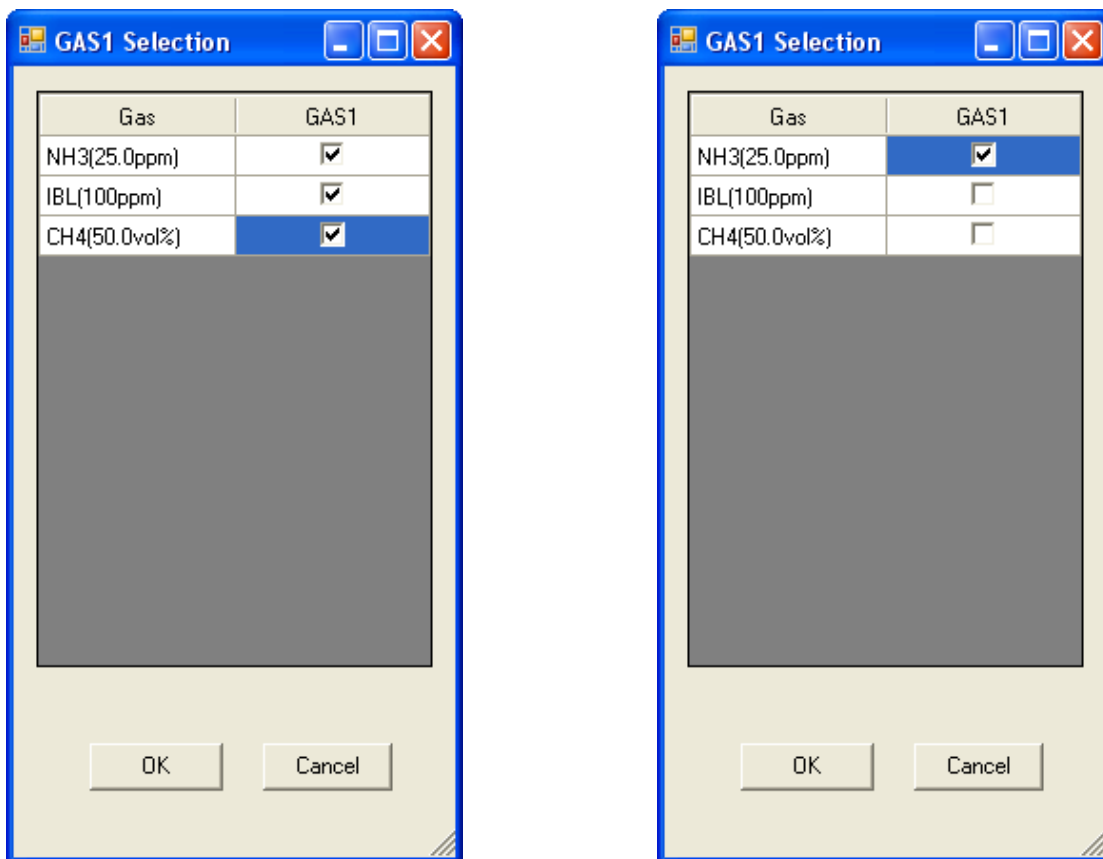 GAS1 Selection
Gas GAS1
NH3(25.0ppm)
IBL(100ppm)
CH4(50.0vol%)
OK Cancel
GAS1 Selection
Gas GAS1
NH3(25.0ppm)
IBL(100ppm)
CH4(50.0vol%)
OK Cancel